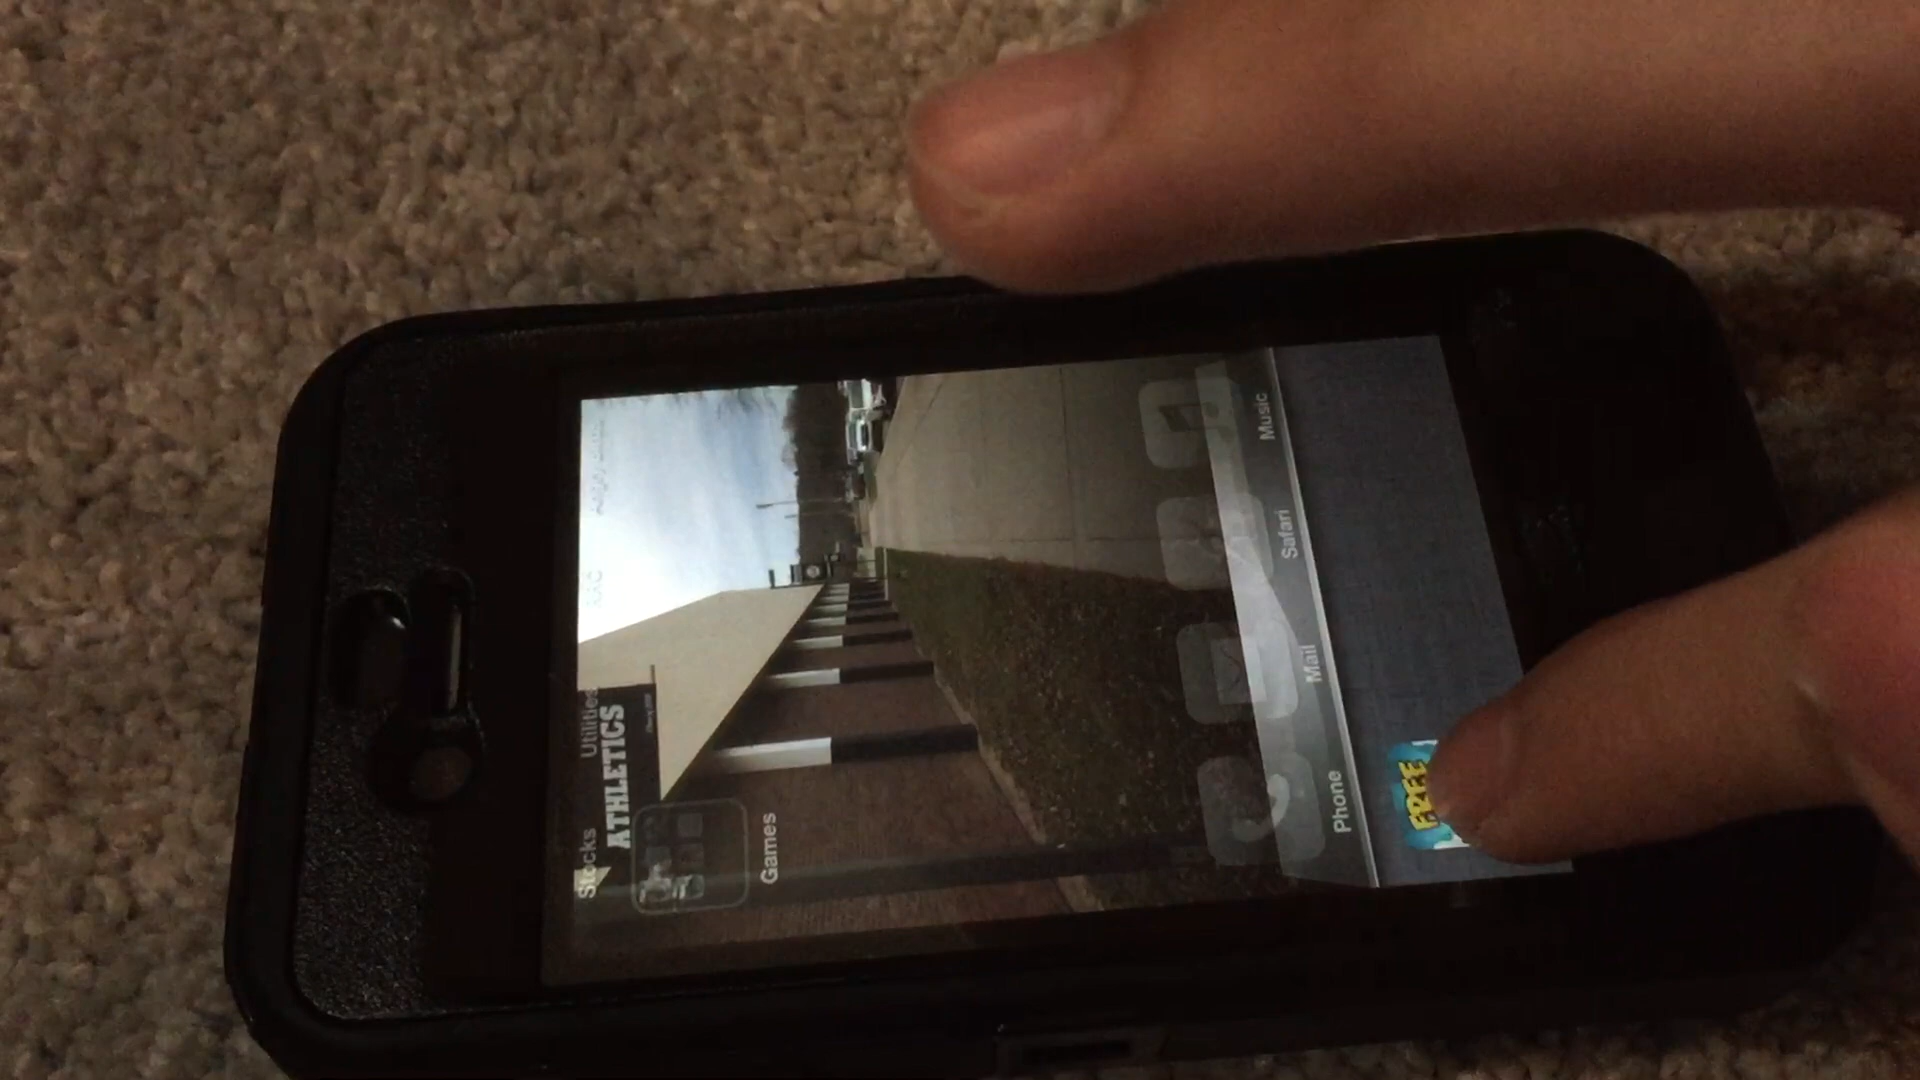 Stocks
Utilities
ATHLETICS
Games
Phone
Mail
Safari
Music
FREE